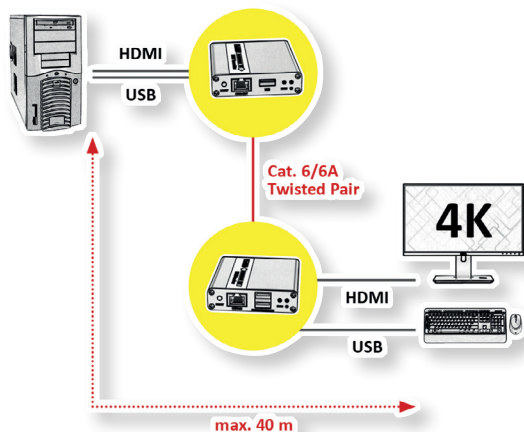 HDMI
USB
Cat. 6/6A
Twisted Pair
4K
HDMI
USB
max. 40 m